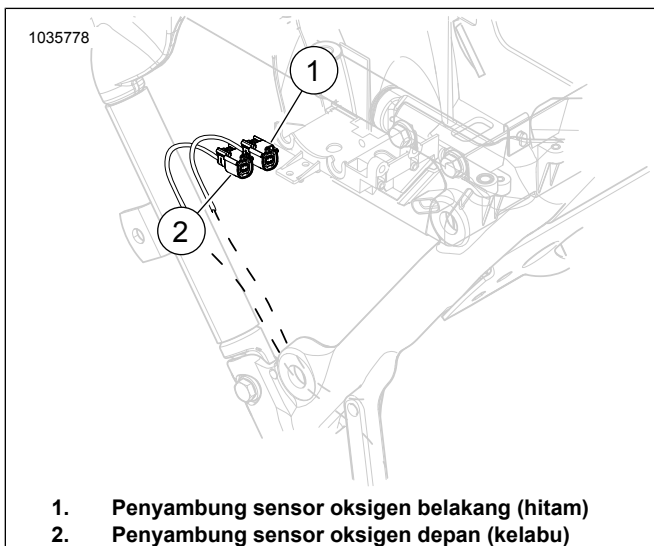 1035778
1
2
1. Penyambung sensor oksigen belakang (hitam)
2. Penyambung sensor oksigen depan (kelabu)